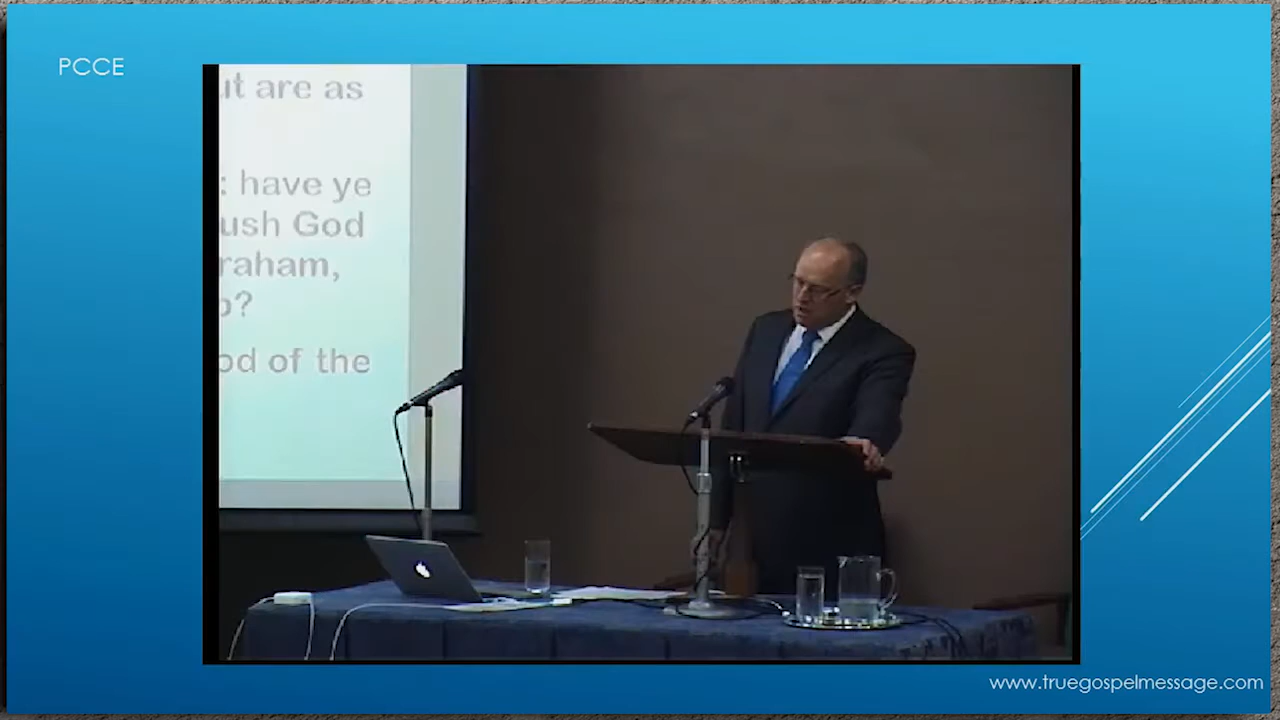 PCCE
ut are as
: have ye
ush God
raham,
b?
od of the
www.truegospelmessage.com